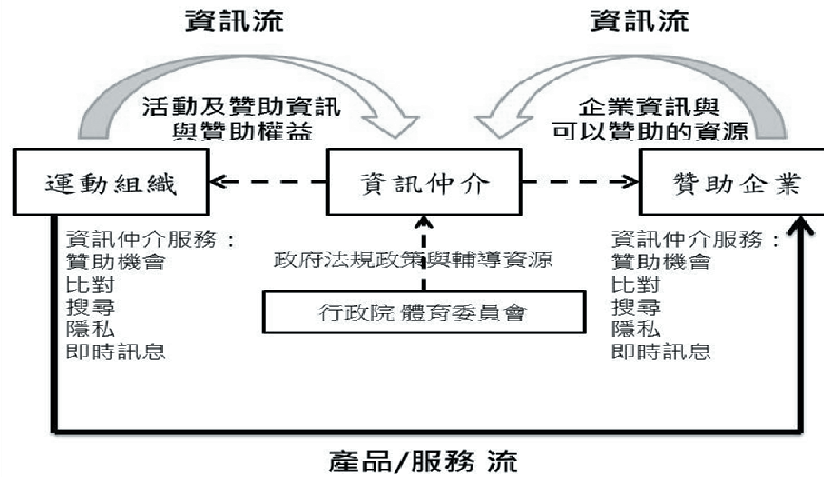 資訊流
資訊流
活動及贊助資訊
與贊助權益
企業資訊與
可以贊助的資源
運動組織
資訊仲介
贊助企業
資訊仲介服務：
贊助機會
比對
搜尋
隱私
即時訊息
政府法規政策與輔導資源
行政院 體育委員會
資訊仲介服務：
贊助機會
比對
搜尋
隱私
即時訊息
產品/服務 流